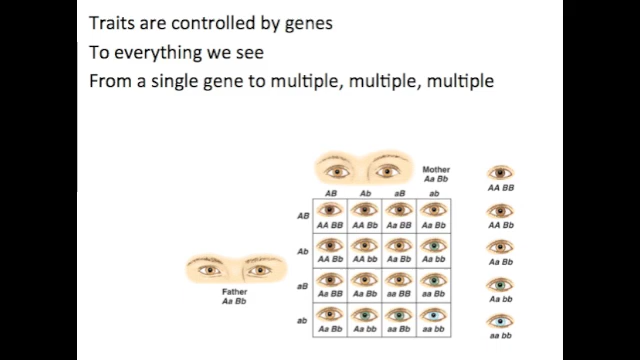 Traits are controlled by genes
To everything we see
From a single gene to multiple, multiple, multiple
Mother
Aa Bb
AB Ab aB ab
AB
AA BB AA Bb Aa BB Aa Bb
Ab
AA Bb AA bb Aa Bb Aa bb
aB
Aa BB Aa Bb aa BB aa Bb
ab
Aa Bb Aa bb aa Bb aa bb
Father
Aa Bb
AA BB
AA Bb
Aa Bb
Aa bb
aa bb